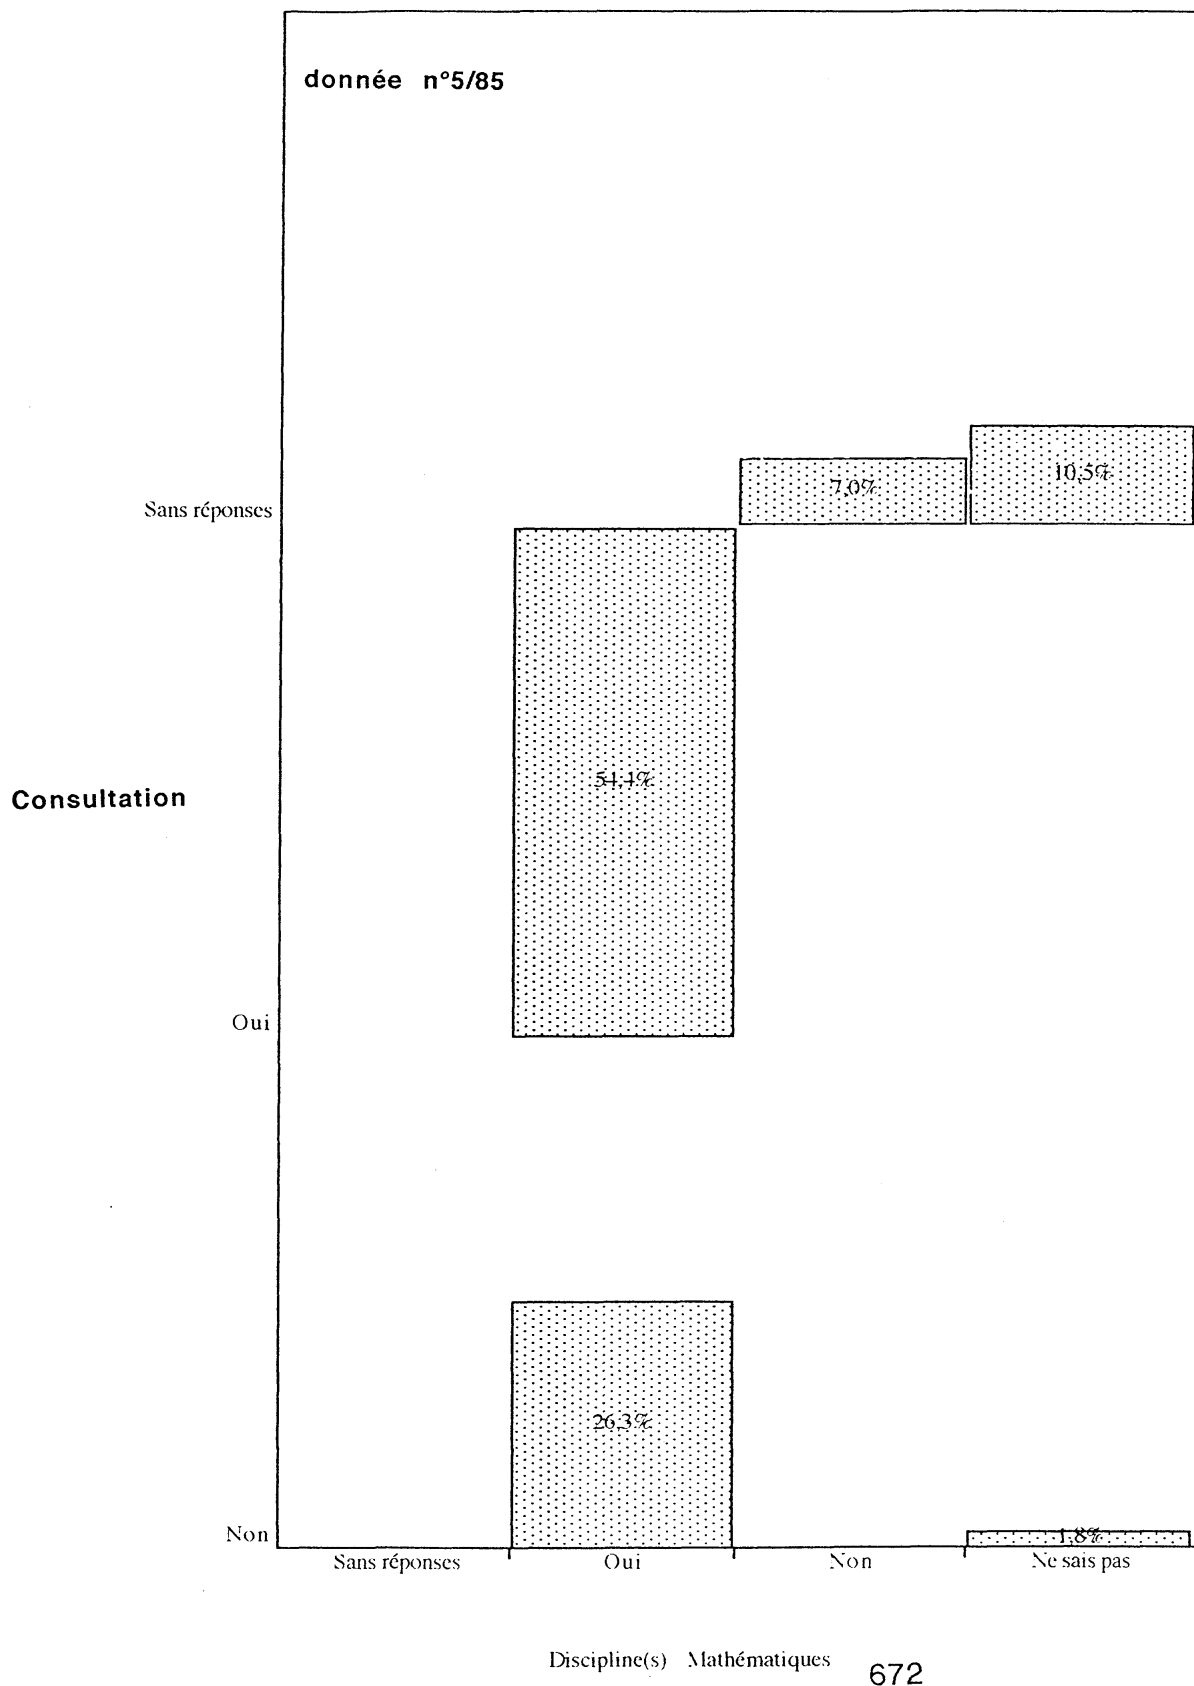 donnée n°5/85
10,5%
7,0%
Sans réponses
54,4%
Consultation
Oui
26,3%
Non
1,8%
Sans réponses Oui Non Ne sais pas
Discipline(s) Mathématiques 672